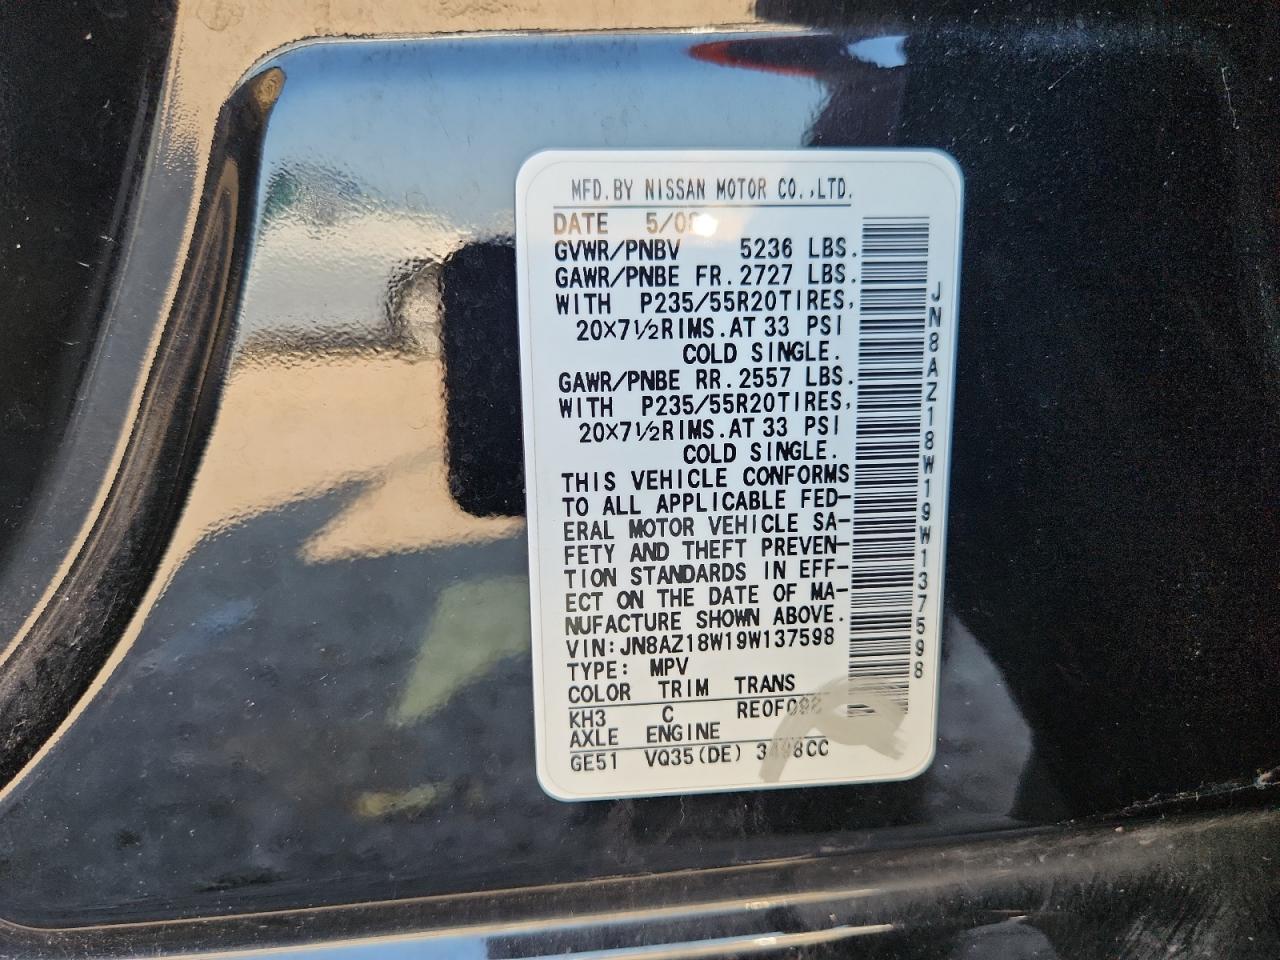 MFD.BY NISSAN MOTOR CO.,LTD.
DATE 5/08
GVWR/PNBV 5236 LBS.
GAWR/PNBE FR.2727 LBS.
WITH P235/55R20TIRES,
20×7½RIMS.AT 33 PSI
COLD SINGLE.
GAWR/PNBE RR.2557 LBS.
WITH P235/55R20TIRES,
20×7½RIMS.AT 33 PSI
COLD SINGLE.
THIS VEHICLE CONFORMS
TO ALL APPLICABLE FED-
ERAL MOTOR VEHICLE SA-
FETY AND THEFT PREVEN-
TION STANDARDS IN EFF-
ECT ON THE DATE OF MA-
NUFACTURE SHOWN ABOVE.
VIN:JN8AZ18W19W137598
TYPE: MPV
COLOR TRIM TRANS
KH3 C REOF09B
AXLE ENGINE
GE51 VQ35(DE) 3498CC
JN8AZ18W19W137598